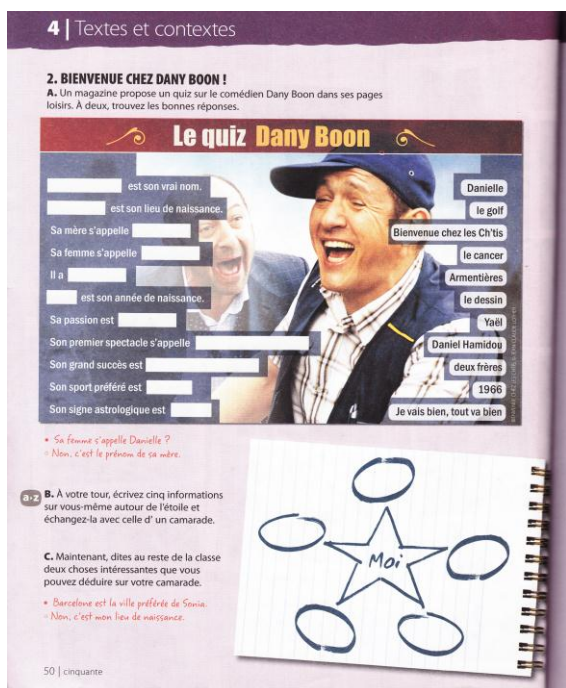 4 | Textes et contextes
2. BIENVENUE CHEZ DANY BOON !
A. Un magazine propose un quiz sur le comédien Dany Boon dans ses pages
loisirs. À deux, trouvez les bonnes réponses.
Le quiz Dany Boon
est son vrai nom.
Danielle
est son lieu de naissance.
le golf
Sa mère s'appelle
Bienvenue chez les Ch'tis
Sa femme s'appelle
le cancer
Il a
Armentières
est son année de naissance.
le dessin
Sa passion est
Yaël
Son premier spectacle s'appelle
Daniel Hamidou
Son grand succès est
deux frères
Son sport préféré est
1966
Son signe astrologique est
Je vais bien, tout va bien
• Sa femme s'appelle Danielle ?
◦ Non, c'est le prénom de sa mère.
a-z
B. À votre tour, écrivez cinq informations
sur vous-même autour de l'étoile et
échangez-la avec celle d' un camarade.
Moi
C. Maintenant, dites au reste de la classe
deux choses intéressantes que vous
pouvez déduire sur votre camarade.
• Barcelone est la ville préférée de Sonia.
◦ Non, c'est mon lieu de naissance.
50 | cinquante